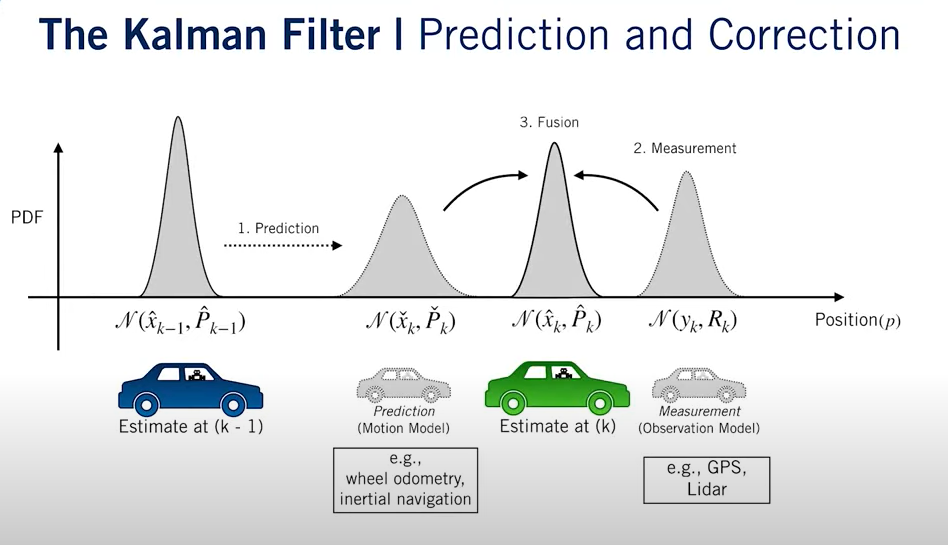 The Kalman Filter | Prediction and Correction
3. Fusion
2. Measurement
PDF
1. Prediction
𝒩(x̂ₖ₋₁, P̂ₖ₋₁)
𝒩(x̌ₖ, P̌ₖ)
𝒩(x̂ₖ, P̂ₖ)
𝒩(yₖ, Rₖ)
Position(p)
Estimate at (k - 1)
Prediction
(Motion Model)
Estimate at (k)
Measurement
(Observation Model)
e.g.,
wheel odometry,
inertial navigation
e.g., GPS,
Lidar